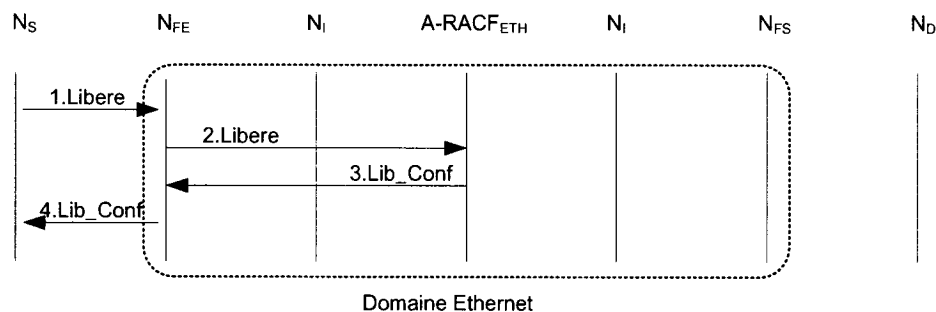 N_S N_FE N_I A-RACF_ETH N_I N_FS N_D
1.Libere
2.Libere
3.Lib_Conf
4.Lib_Conf
Domaine Ethernet